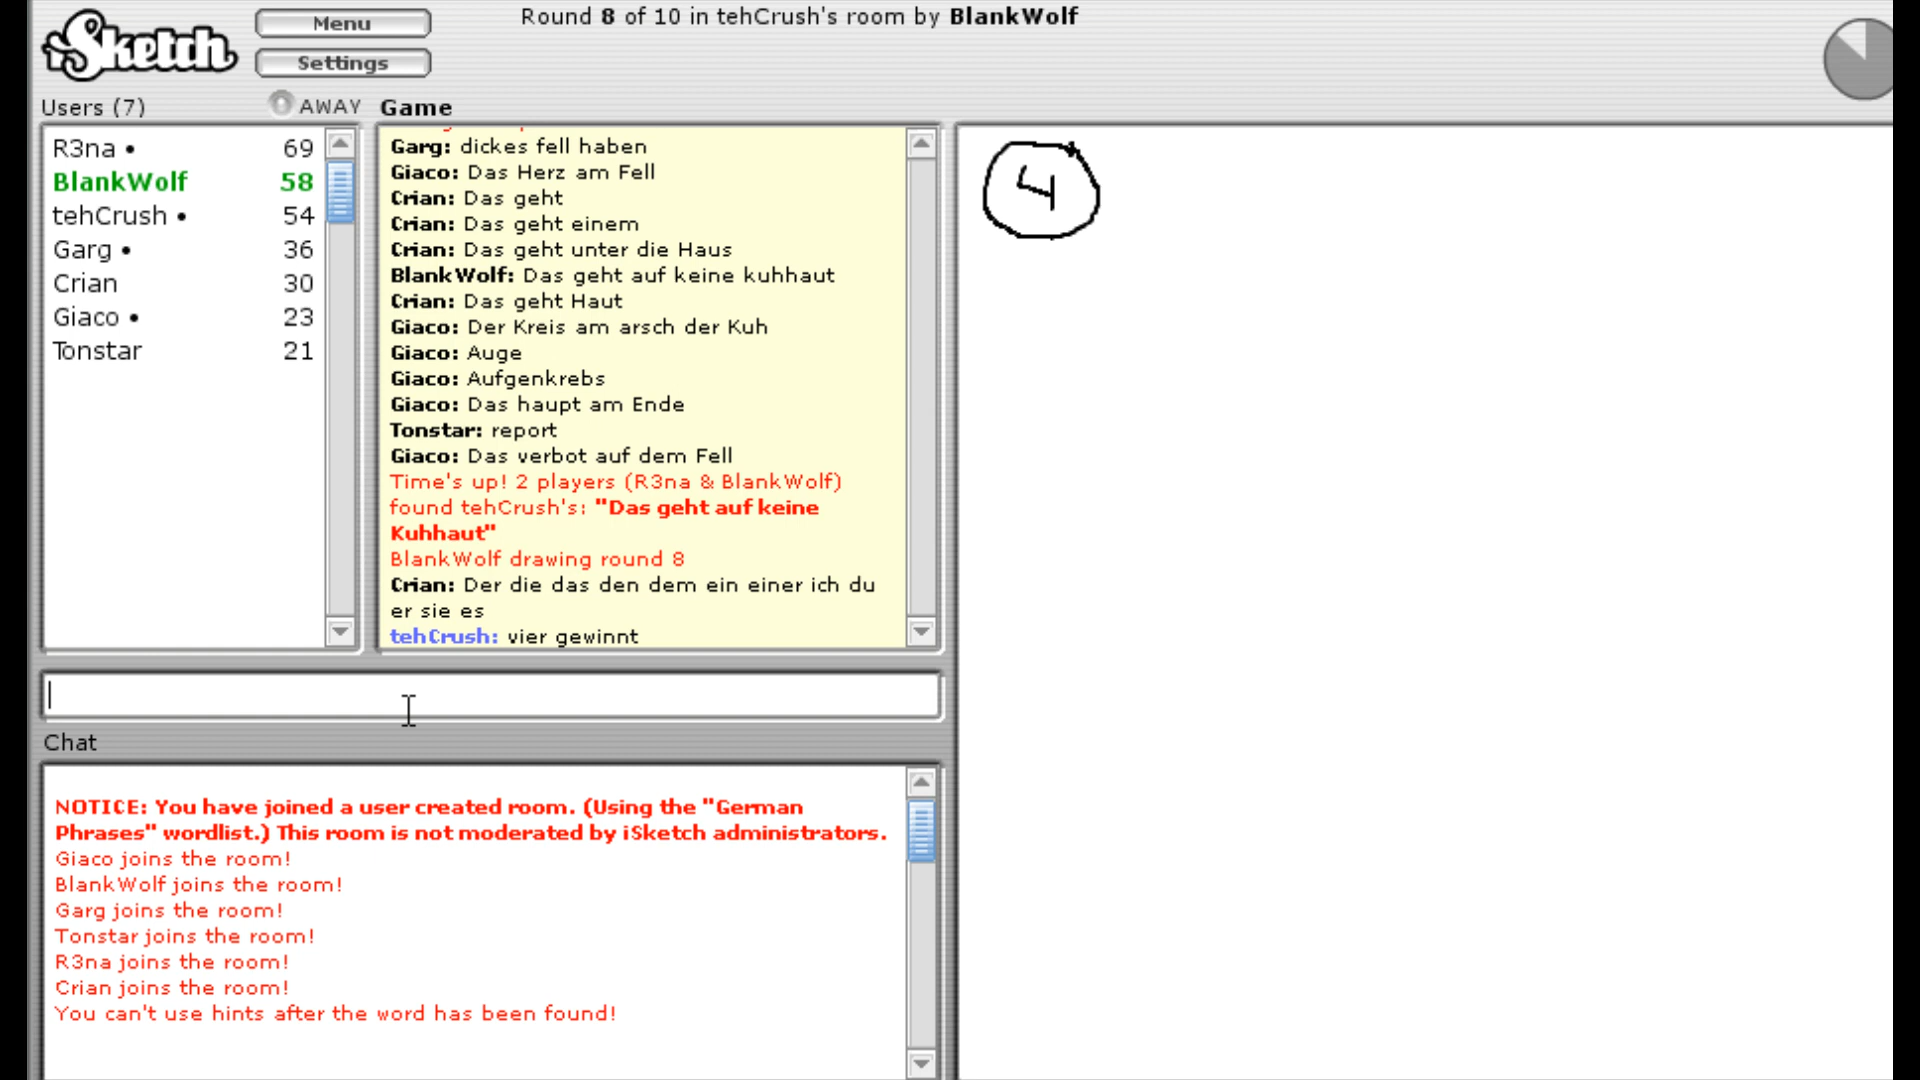 iSketch
Menu
Settings
Round 8 of 10 in tehCrush's room by BlankWolf
Users (7)
AWAY
R3na • 69
BlankWolf 58
tehCrush • 54
Garg • 36
Crian 30
Giaco • 23
Tonstar 21
Game
Garg: dickes fell haben
Giaco: Das Herz am Fell
Crian: Das geht
Crian: Das geht einem
Crian: Das geht unter die Haus
BlankWolf: Das geht auf keine kuhhaut
Crian: Das geht Haut
Giaco: Der Kreis am arsch der Kuh
Giaco: Auge
Giaco: Aufgenkrebs
Giaco: Das haupt am Ende
Tonstar: report
Giaco: Das verbot auf dem Fell
Time's up! 2 players (R3na & BlankWolf)
found tehCrush's: "Das geht auf keine
Kuhhaut"
BlankWolf drawing round 8
Crian: Der die das den dem ein einer ich du
er sie es
tehCrush: vier gewinnt
4
Chat
NOTICE: You have joined a user created room. (Using the "German
Phrases" wordlist.) This room is not moderated by iSketch administrators.
Giaco joins the room!
BlankWolf joins the room!
Garg joins the room!
Tonstar joins the room!
R3na joins the room!
Crian joins the room!
You can't use hints after the word has been found!